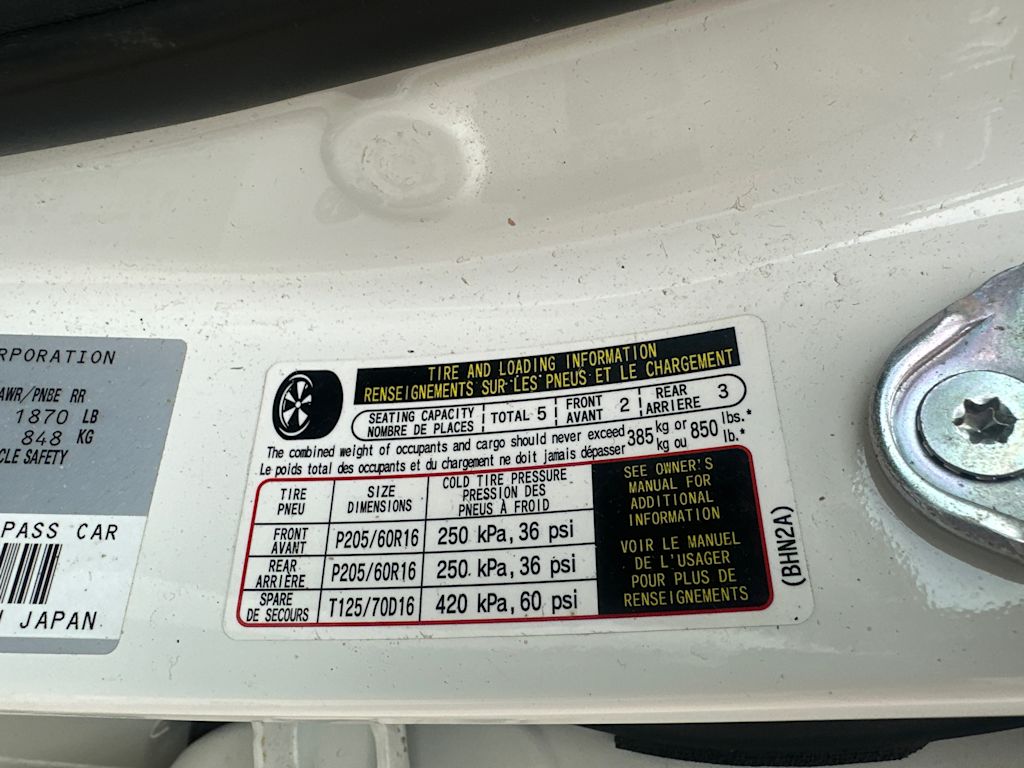 RPORATION
AWR/PNBE RR
1870 LB
848 KG
CLE SAFETY
PASS CAR
JAPAN
TIRE AND LOADING INFORMATION
RENSEIGNEMENTS SUR LES PNEUS ET LE CHARGEMENT
SEATING CAPACITY
NOMBRE DE PLACES
TOTAL 5
FRONT
AVANT
2
REAR
ARRIÈRE
3
The combined weight of occupants and cargo should never exceed
Le poids total des occupants et du chargement ne doit jamais dépasser
385 kg or 850 lbs.*
kg ou lb.*
TIRE
PNEU
SIZE
DIMENSIONS
COLD TIRE PRESSURE
PRESSION DES
PNEUS À FROID
FRONT
AVANT
P205/60R16
250 kPa, 36 psi
REAR
ARRIÈRE
P205/60R16
250 kPa, 36 psi
SPARE
DE SECOURS
T125/70D16
420 kPa, 60 psi
SEE OWNER'S
MANUAL FOR
ADDITIONAL
INFORMATION
VOIR LE MANUEL
DE L'USAGER
POUR PLUS DE
RENSEIGNEMENTS
(BHN2A)